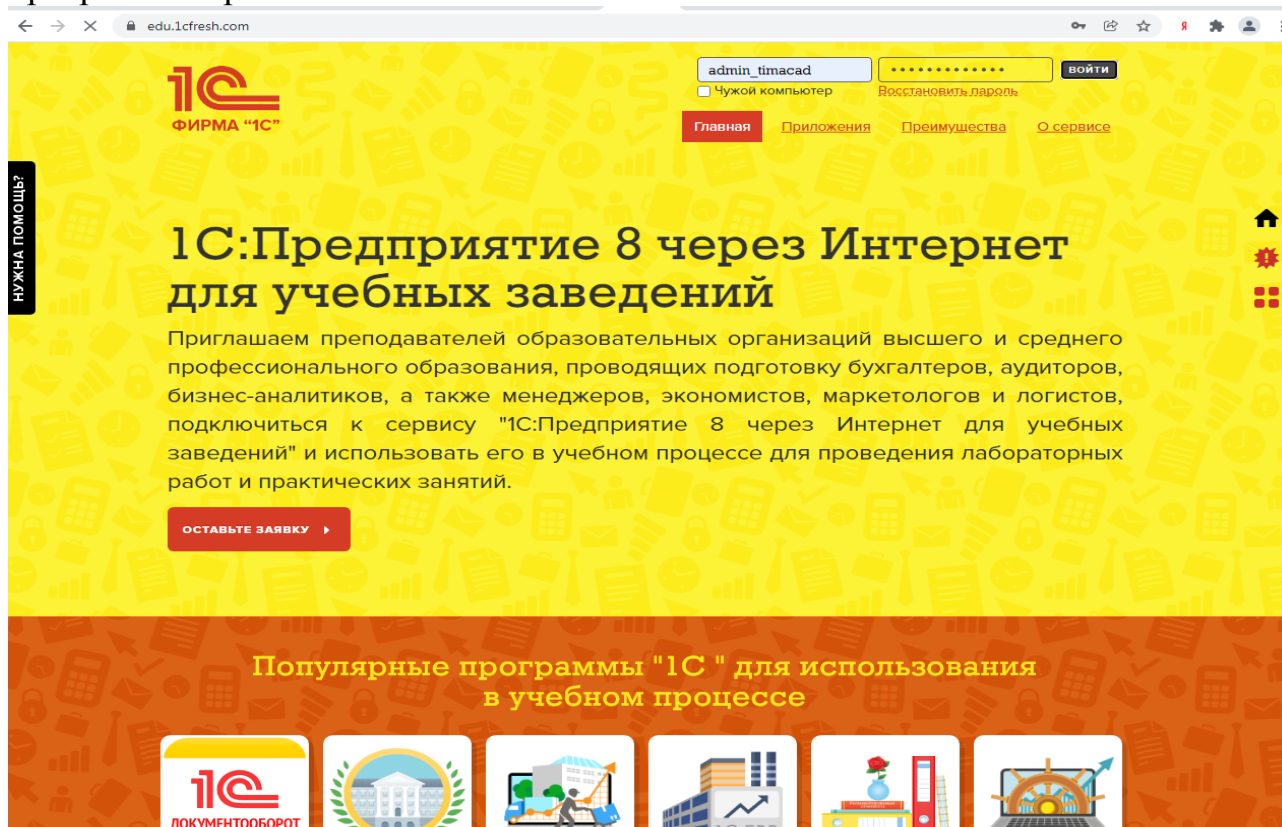 edu.1cfresh.com
Я
1С
ФИРМА "1С"
admin_timacad
•••••••••••••
ВОЙТИ
Чужой компьютер
Восстановить пароль
Главная
Приложения
Преимущества
О сервисе
НУЖНА ПОМОЩЬ?
1С:Предприятие 8 через Интернет
для учебных заведений
Приглашаем преподавателей образовательных организаций высшего и среднего
профессионального образования, проводящих подготовку бухгалтеров, аудиторов,
бизнес-аналитиков, а также менеджеров, экономистов, маркетологов и логистов,
подключиться к сервису "1С:Предприятие 8 через Интернет для учебных
заведений" и использовать его в учебном процессе для проведения лабораторных
работ и практических занятий.
ОСТАВЬТЕ ЗАЯВКУ
Популярные программы "1С " для использования
в учебном процессе
1С
ДОКУМЕНТООБОРОТ